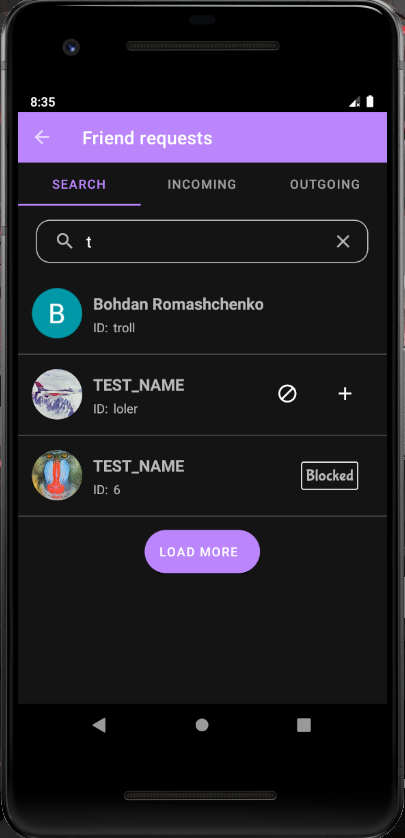 8:35
Friend requests
SEARCH INCOMING OUTGOING
t
B
Bohdan Romashchenko
ID: troll
TEST_NAME
ID: loler
TEST_NAME
ID: 6
Blocked
LOAD MORE